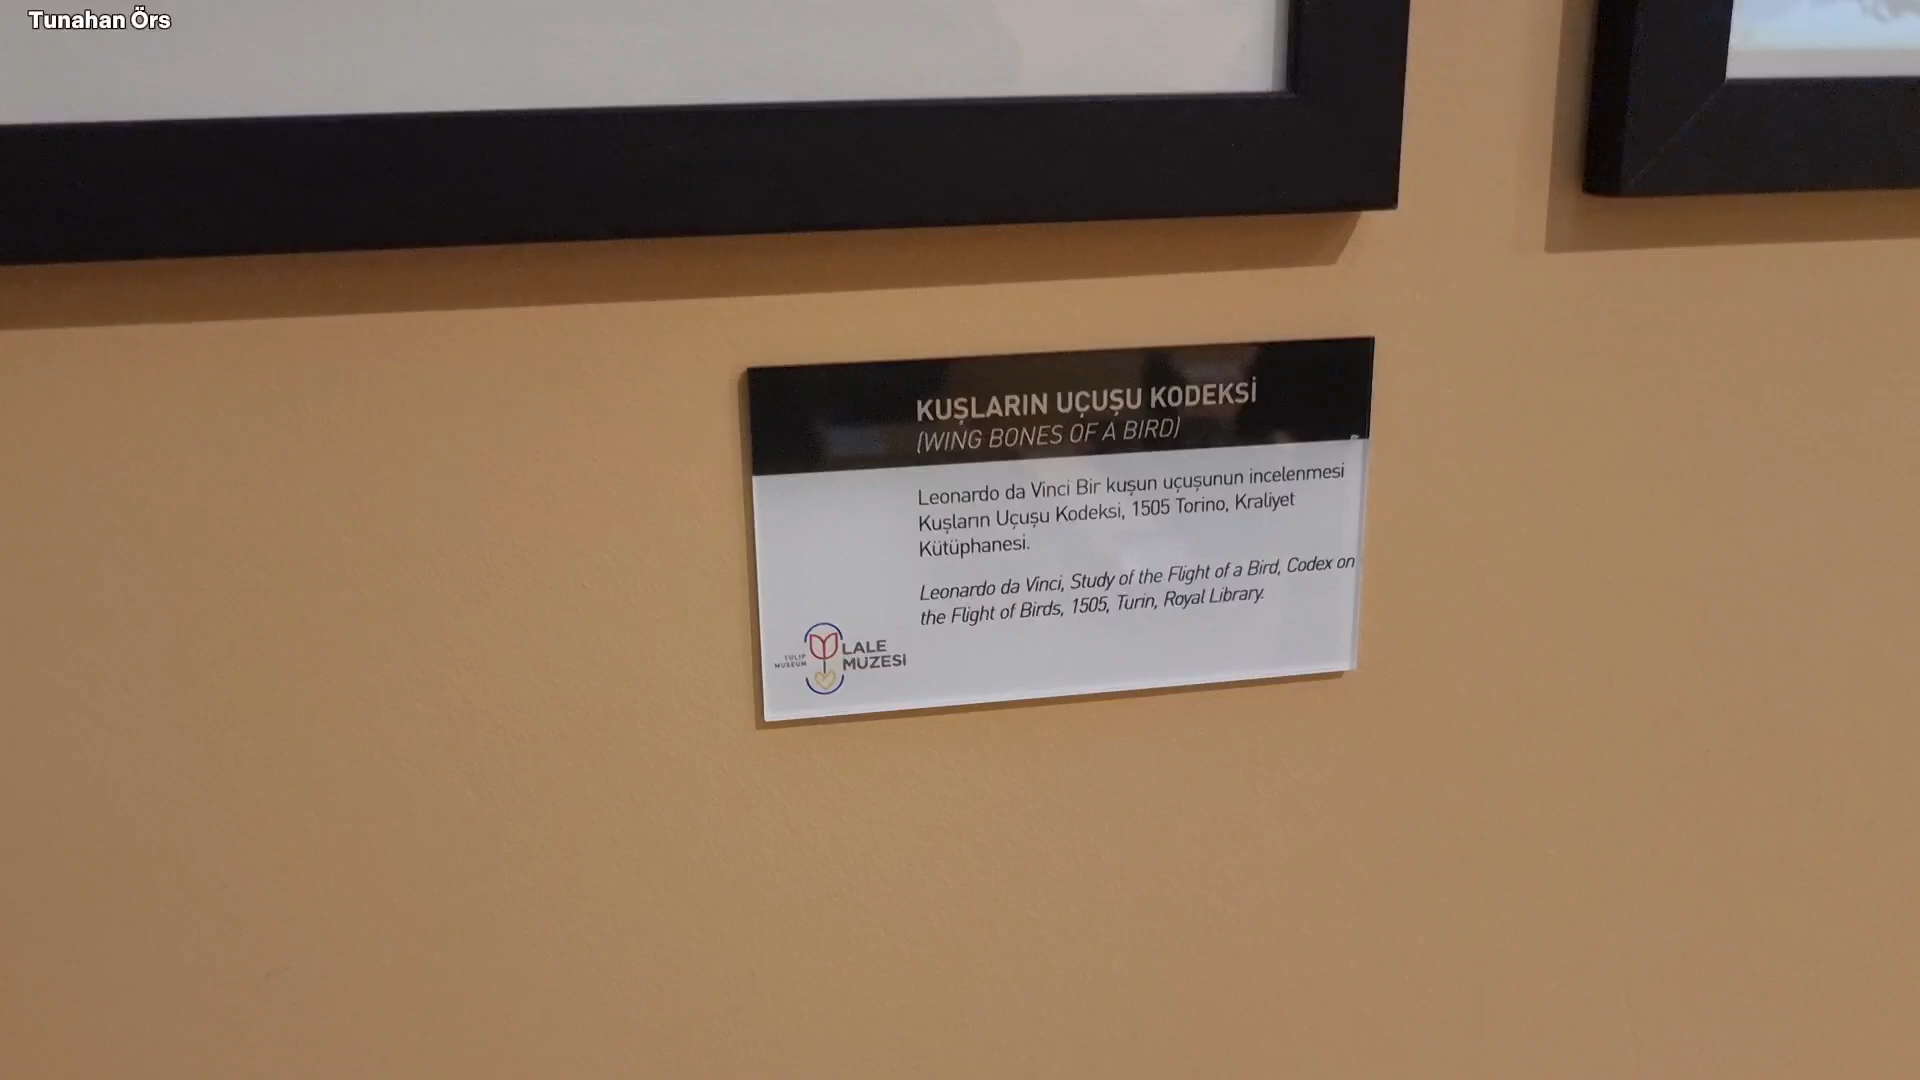 Tunahan Örs
KUŞLARIN UÇUŞU KODEKSİ
(WING BONES OF A BIRD)
Leonardo da Vinci Bir kuşun uçuşunun incelenmesi
Kuşların Uçuşu Kodeksi, 1505 Torino, Kraliyet
Kütüphanesi.
Leonardo da Vinci, Study of the Flight of a Bird, Codex on
the Flight of Birds, 1505, Turin, Royal Library.
TULIP
MUSEUM
LALE
MÜZESİ